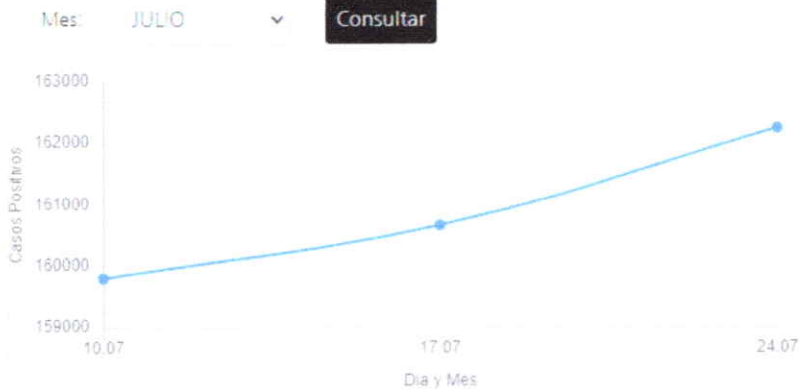 Mes: JULIO Consultar
163000
162000
161000
160000
159000
Casos Positivos
10.07 17.07 24.07
Dia y Mes